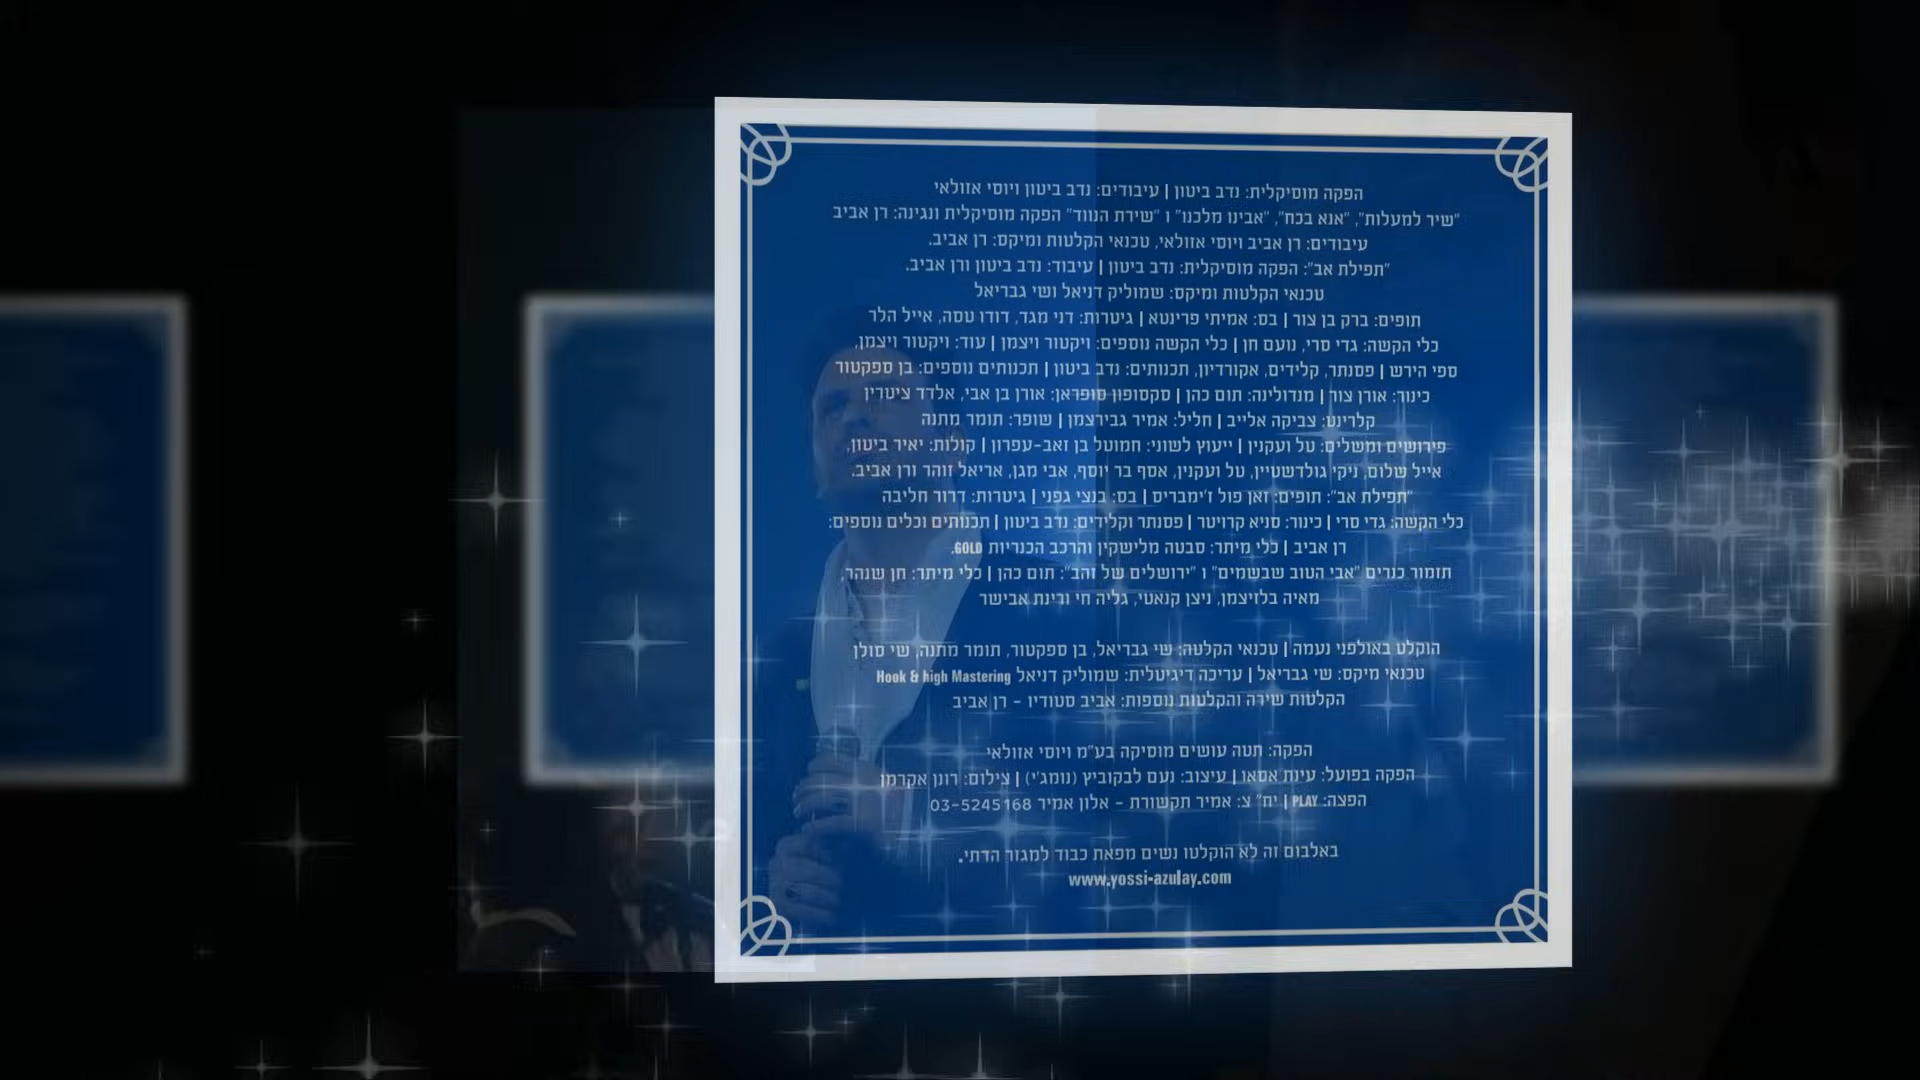 הפקה מוסיקלית: נדב ביטון | עיבודים: נדב ביטון ויוסי אזולאי
"שיר למעלות", "אנא בכח", "אבינו מלכנו" ו "שירת הנווד" הפקה מוסיקלית ונגינה: רן אביב
עיבודים: רן אביב ויוסי אזולאי, טכנאי הקלטות ומיקס: רן אביב.
"תפילת אב": הפקה מוסיקלית: נדב ביטון | עיבוד: נדב ביטון ורן אביב.
טכנאי הקלטות ומיקס: שמוליק דניאל ושי גבריאל
תופים: ברק בן צור | בס: אמיתי פרינטא | גיטרות: דני מגד, דודו טסה, אייל הלר
כלי הקשה: גדי סרי, נועם חן | כלי הקשה נוספים: ויקטור ויצמן | עוד: ויקטור ויצמן,
ספי הירש | פסנתר, קלידים, אקורדיון, תכנותים: נדב ביטון | תכנותים נוספים: בן ספקטור
כינור: אורן צור | מנדולינה: תום כהן | סקסופון סופראן: אורן בן אבי, אלדד ציטרין
קלרינט: צביקה אלייב | חליל: אמיר גבירצמן | שופר: תומר מתנה
פירושים ומשלים: טל ועקנין | ייעוץ לשוני: חמוטל בן זאב-עפרון | קולות: יאיר ביטון,
אייל שלום, ניקי גולדשטיין, טל ועקנין, אסף בר יוסף, אבי מגן, אריאל זוהר ורן אביב.
"תפילת אב": תופים: זאן פול ז'ימבריס | בס: בנצי גפני | גיטרות: דרור חליבה
כלי הקשה: גדי סרי | כינור: סניא קרויטר | פסנתר וקלידים: נדב ביטון | תכנותים וכלים נוספים:
רן אביב | כלי מיתר: סבטה מלישקין והרכב הכנריות GOLD.
תזמור כנרים "אבי הטוב שבשמים" ו "ירושלים של זהב": תום כהן | כלי מיתר: חן שנהר,
מאיה בלזיצמן, ניצן קנאטי, גליה חי ורינת אבישר
הוקלט באולפני נעמה | טכנאי הקלטה: שי גבריאל, בן ספקטור, תומר מתנה, שי סולן
טכנאי מיקס: שי גבריאל | עריכה דיגיטלית: שמוליק דניאל Hook & high Mastering
הקלטות שירה והקלטות נוספות: אביב סטודיו - רן אביב
הפקה: תטה עושים מוסיקה בע"מ ויוסי אזולאי
הפקה בפועל: עינת אסאו | עיצוב: נעם לבקוביץ (נומג'י) | צילום: רונן אקרמן
הפצה: PLAY | יח"צ: אמיר תקשורת - אלון אמיר 03-5245168
באלבום זה לא הוקלטו נשים מפאת כבוד למגזר הדתי.
www.yossi-azulay.com